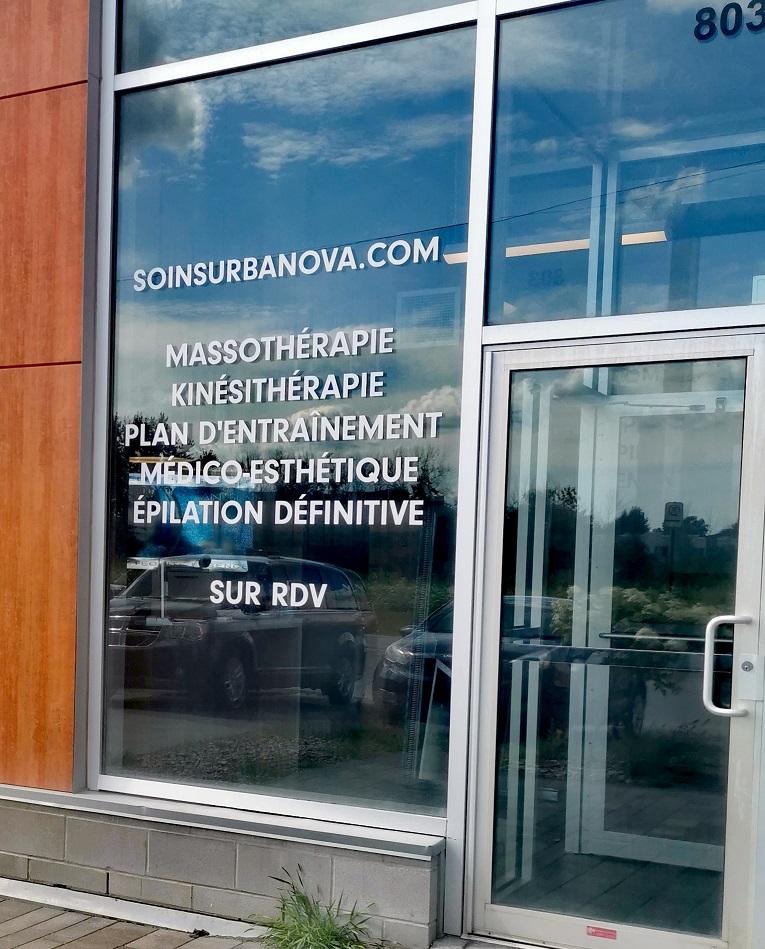 803
SOINSURBANOVA.COM
MASSOTHÉRAPIE
KINÉSITHÉRAPIE
PLAN D'ENTRAÎNEMENT
MÉDICO-ESTHÉTIQUE
ÉPILATION DÉFINITIVE
SUR RDV